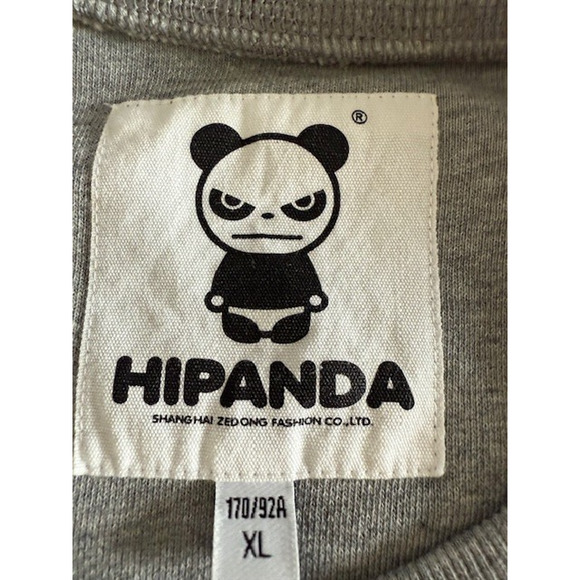 ®
HIPANDA
SHANGHAI ZEDONG FASHION CO.,LTD.
170/92A
XL